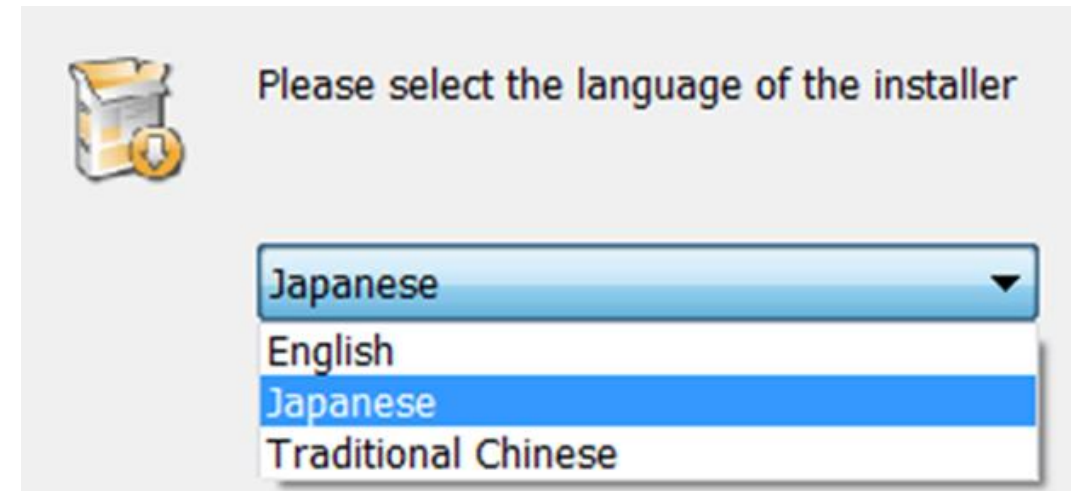 Please select the language of the installer
Japanese
English
Japanese
Traditional Chinese